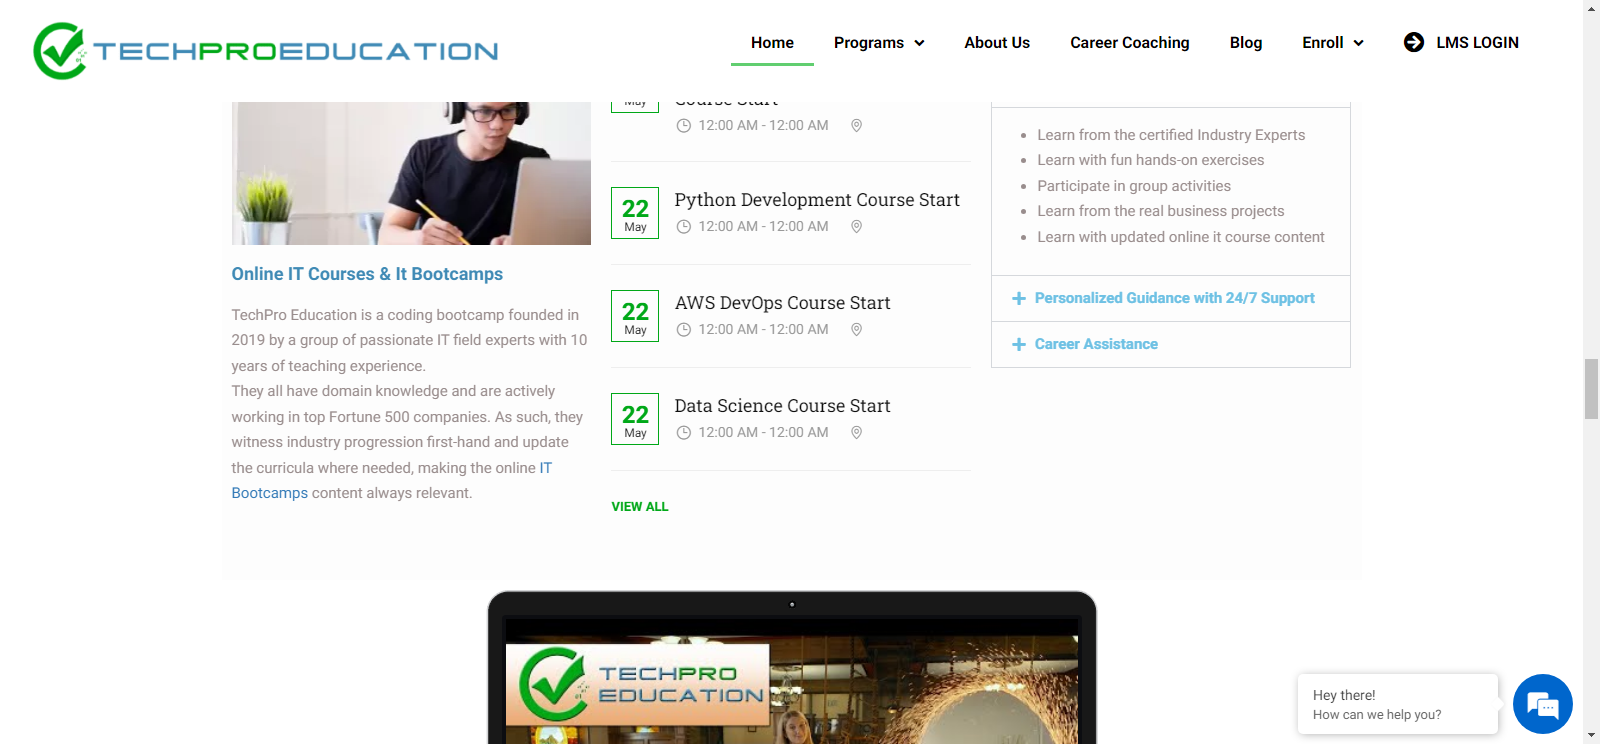 TECHPROEDUCATION
Home
Programs
About Us
Career Coaching
Blog
Enroll
LMS LOGIN
Online IT Courses & It Bootcamps
TechPro Education is a coding bootcamp founded in
2019 by a group of passionate IT field experts with 10
years of teaching experience.
They all have domain knowledge and are actively
working in top Fortune 500 companies. As such, they
witness industry progression first-hand and update
the curricula where needed, making the online IT
Bootcamps content always relevant.
May
Course Start
12:00 AM - 12:00 AM
22
May
Python Development Course Start
12:00 AM - 12:00 AM
22
May
AWS DevOps Course Start
12:00 AM - 12:00 AM
22
May
Data Science Course Start
12:00 AM - 12:00 AM
VIEW ALL
• Learn from the certified Industry Experts
• Learn with fun hands-on exercises
• Participate in group activities
• Learn from the real business projects
• Learn with updated online it course content
+ Personalized Guidance with 24/7 Support
+ Career Assistance
TECHPRO
EDUCATION
Hey there!
How can we help you?